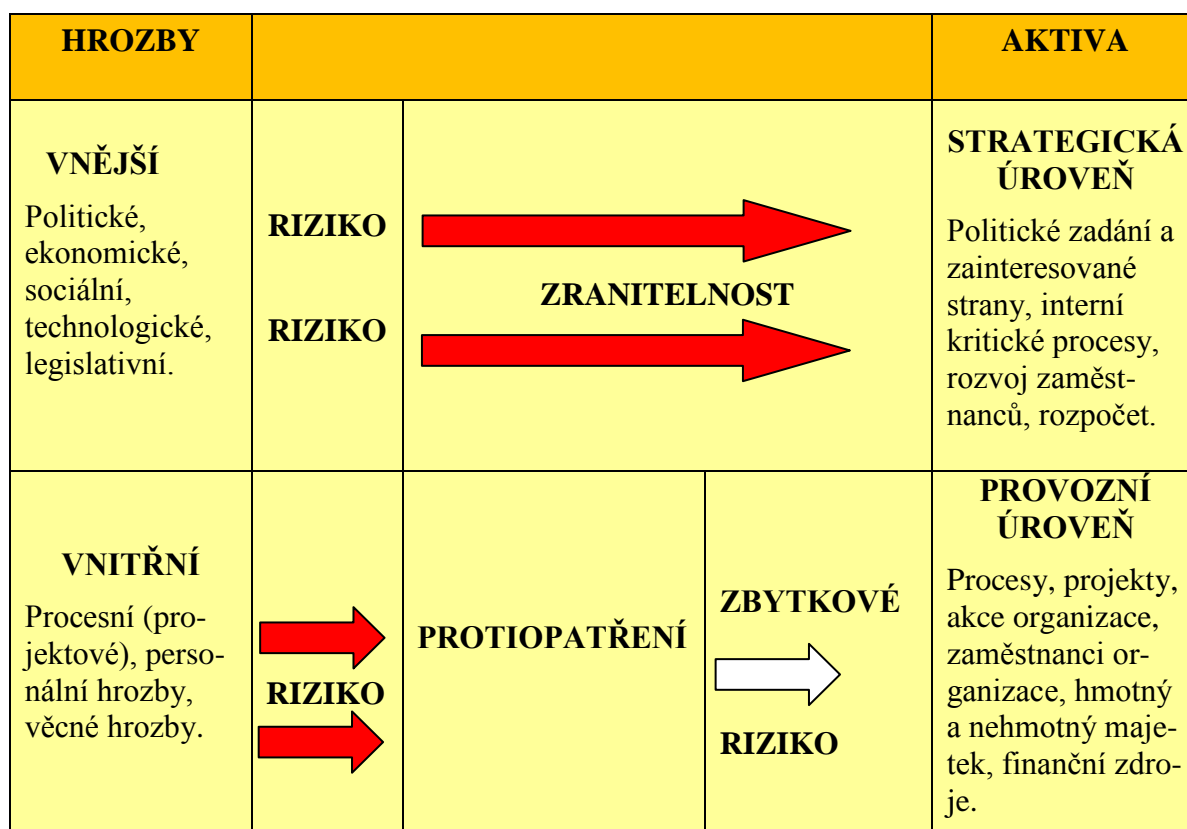 HROZBY
AKTIVA
VNĚJŠÍ
Politické,
ekonomické,
sociální,
technologické,
legislativní.
RIZIKO
RIZIKO
ZRANITELNOST
STRATEGICKÁ
ÚROVEŇ
Politické zadání a
zainteresované
strany, interní
kritické procesy,
rozvoj zaměst-
nanců, rozpočet.
VNITŘNÍ
Procesní (pro-
jektové), perso-
nální hrozby,
věcné hrozby.
RIZIKO
PROTIOPATŘENÍ
ZBYTKOVÉ
RIZIKO
PROVOZNÍ
ÚROVEŇ
Procesy, projekty,
akce organizace,
zaměstnanci or-
ganizace, hmotný
a nehmotný maje-
tek, finanční zdro-
je.